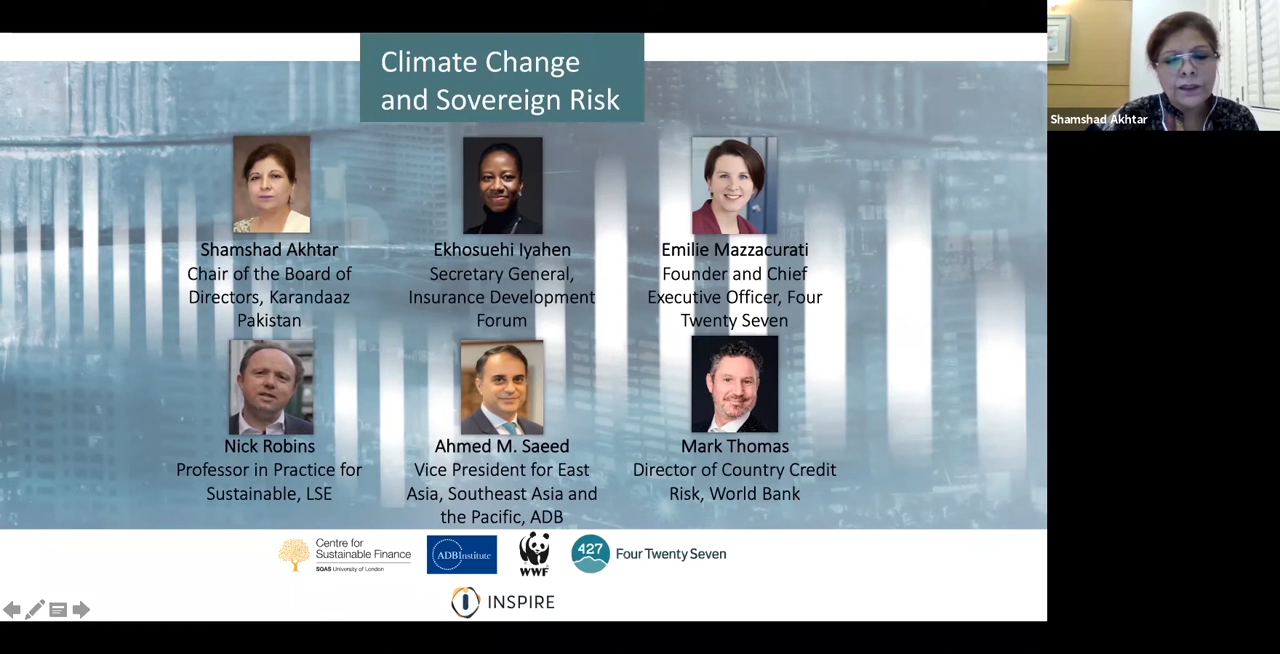 Climate Change
and Sovereign Risk
Shamshad Akhtar
Shamshad Akhtar
Chair of the Board of
Directors, Karandaaz
Pakistan
Ekhosuehi Iyahen
Secretary General,
Insurance Development
Forum
Emilie Mazzacurati
Founder and Chief
Executive Officer, Four
Twenty Seven
Nick Robins
Professor in Practice for
Sustainable, LSE
Ahmed M. Saeed
Vice President for East
Asia, Southeast Asia and
the Pacific, ADB
Mark Thomas
Director of Country Credit
Risk, World Bank
Centre for
Sustainable Finance
SOAS University of London
ADBInstitute
WWF
427
Four Twenty Seven
INSPIRE